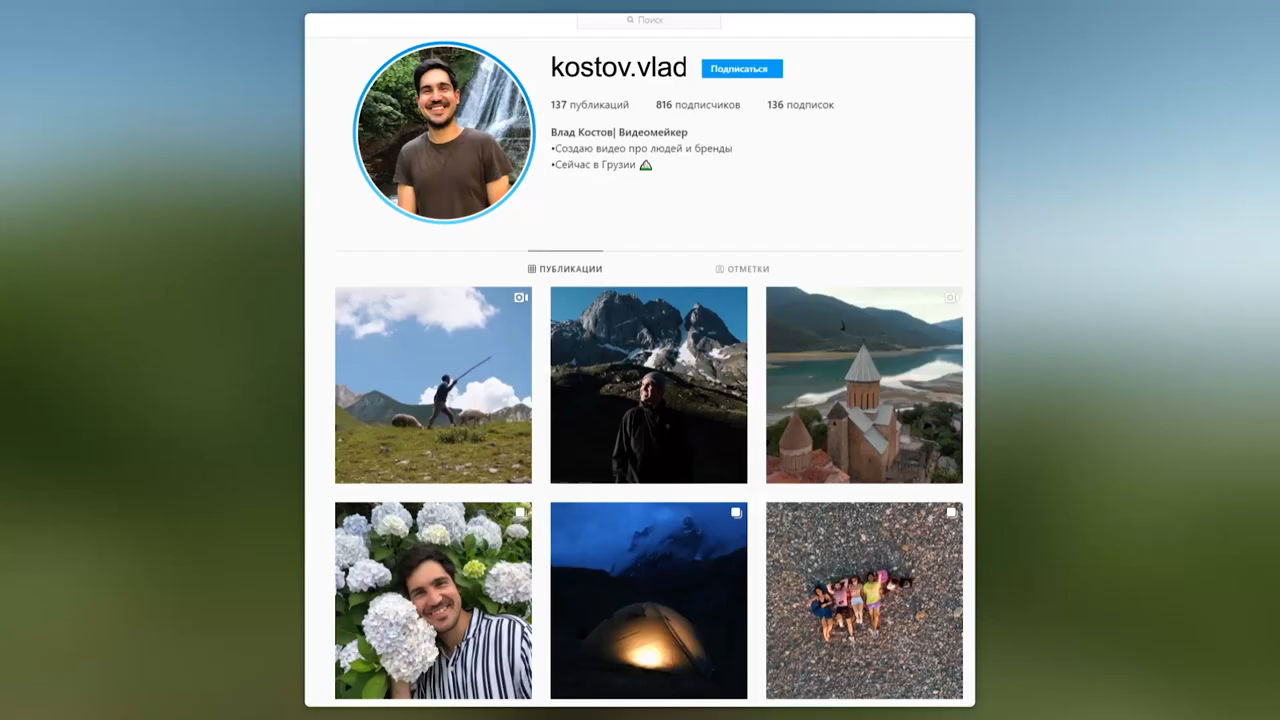 Поиск
kostov.vlad
Подписаться
137 публикаций 816 подписчиков 136 подписок
Влад Костов| Видеомейкер
•Создаю видео про людей и бренды
•Сейчас в Грузии
ПУБЛИКАЦИИ ОТМЕТКИ